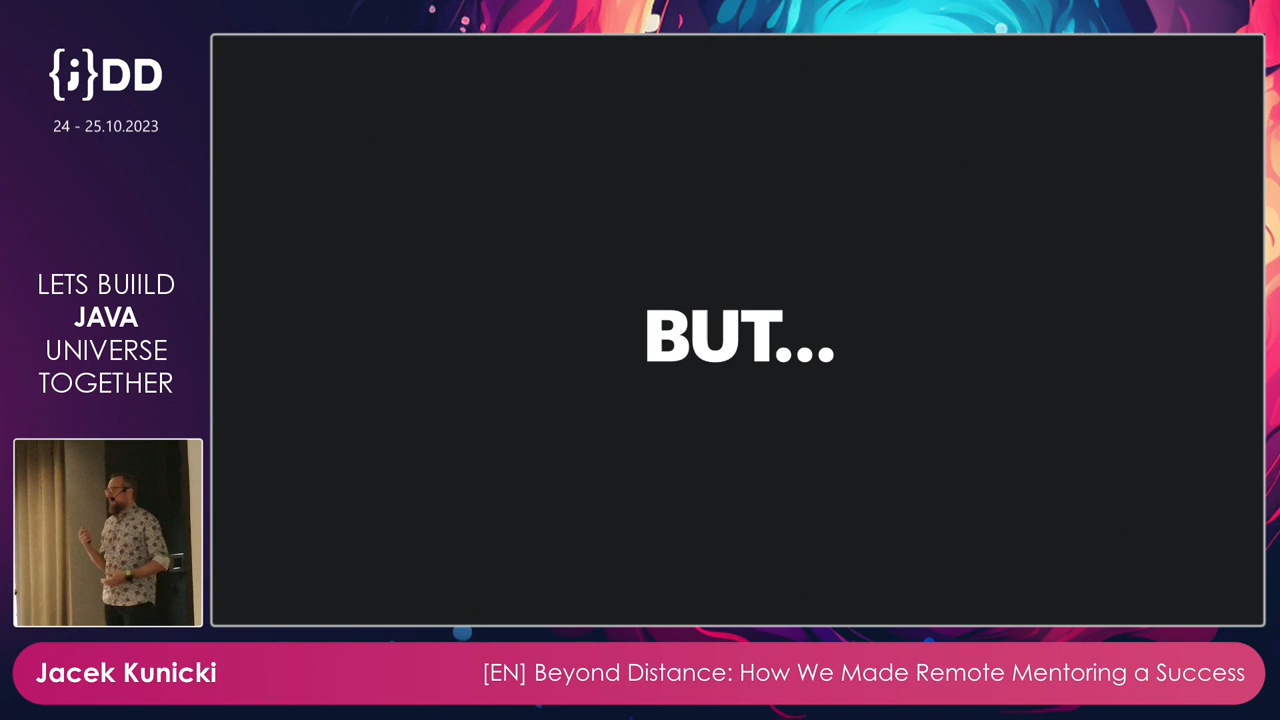 {j}DD
24 - 25.10.2023
LETS BUIILD
JAVA
UNIVERSE
TOGETHER
BUT...
Jacek Kunicki
[EN] Beyond Distance: How We Made Remote Mentoring a Success